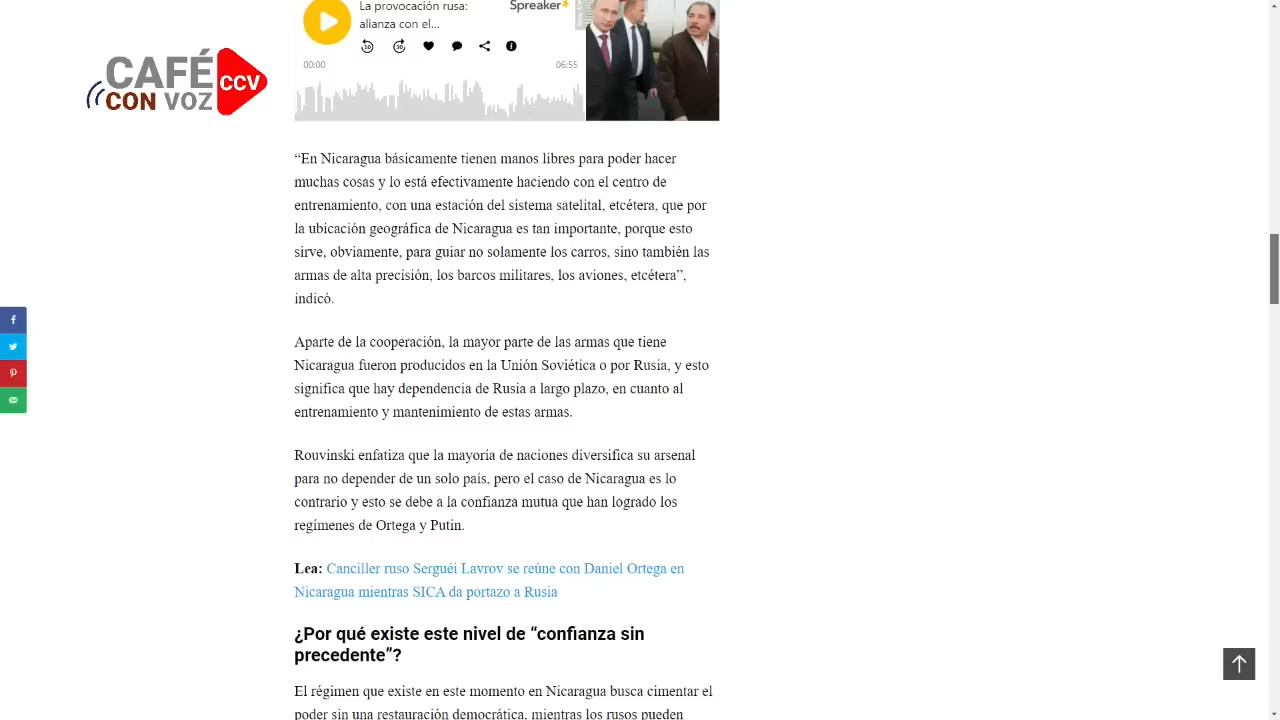 La provocación rusa:
alianza con el...
Spreaker
CAFÉ
CON VOZ
CCV
10
30
00:00
06:55
“En Nicaragua básicamente tienen manos libres para poder hacer
muchas cosas y lo está efectivamente haciendo con el centro de
entrenamiento, con una estación del sistema satelital, etcétera, que por
la ubicación geográfica de Nicaragua es tan importante, porque esto
sirve, obviamente, para guiar no solamente los carros, sino también las
armas de alta precisión, los barcos militares, los aviones, etcétera”,
indicó.
Aparte de la cooperación, la mayor parte de las armas que tiene
Nicaragua fueron producidos en la Unión Soviética o por Rusia, y esto
significa que hay dependencia de Rusia a largo plazo, en cuanto al
entrenamiento y mantenimiento de estas armas.
Rouvinski enfatiza que la mayoría de naciones diversifica su arsenal
para no depender de un solo país, pero el caso de Nicaragua es lo
contrario y esto se debe a la confianza mutua que han logrado los
regímenes de Ortega y Putin.
Lea: Canciller ruso Serguéi Lavrov se reúne con Daniel Ortega en
Nicaragua mientras SICA da portazo a Rusia
¿Por qué existe este nivel de “confianza sin
precedente”?
El régimen que existe en este momento en Nicaragua busca cimentar el
poder sin una restauración democrática, mientras los rusos pueden